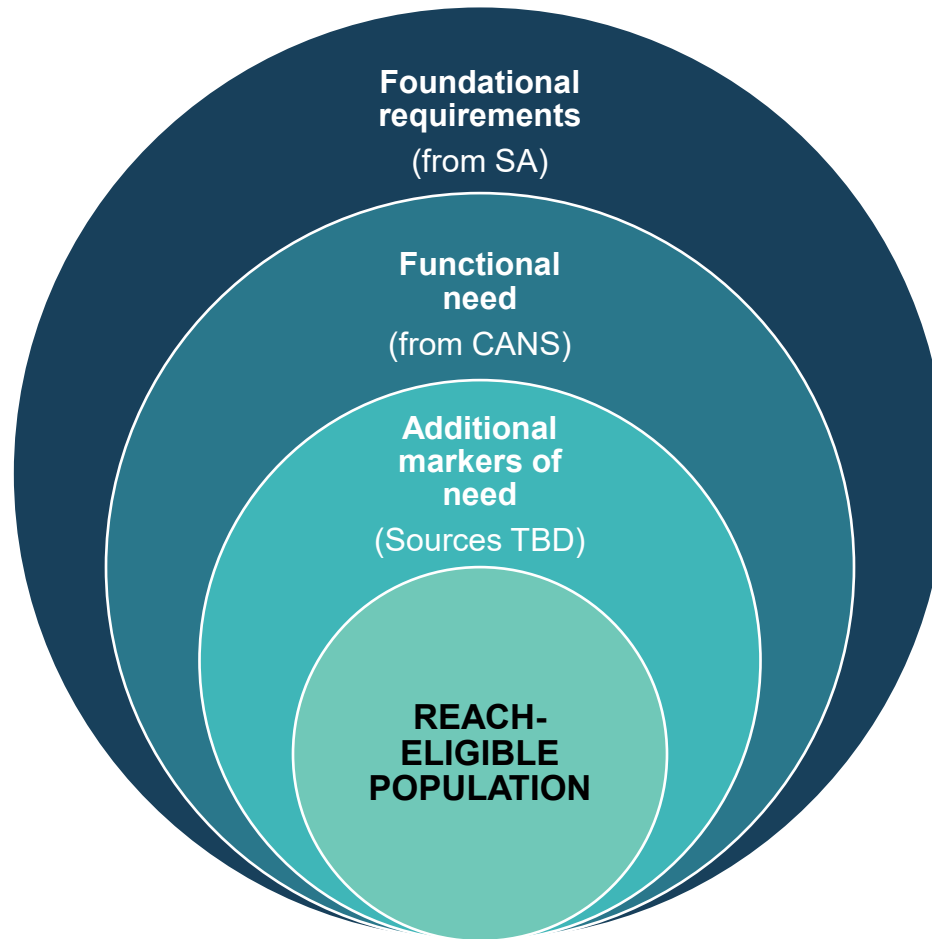 Foundational
requirements
(from SA)
Functional
need
(from CANS)
Additional
markers of
need
(Sources TBD)
REACH-
ELIGIBLE
POPULATION